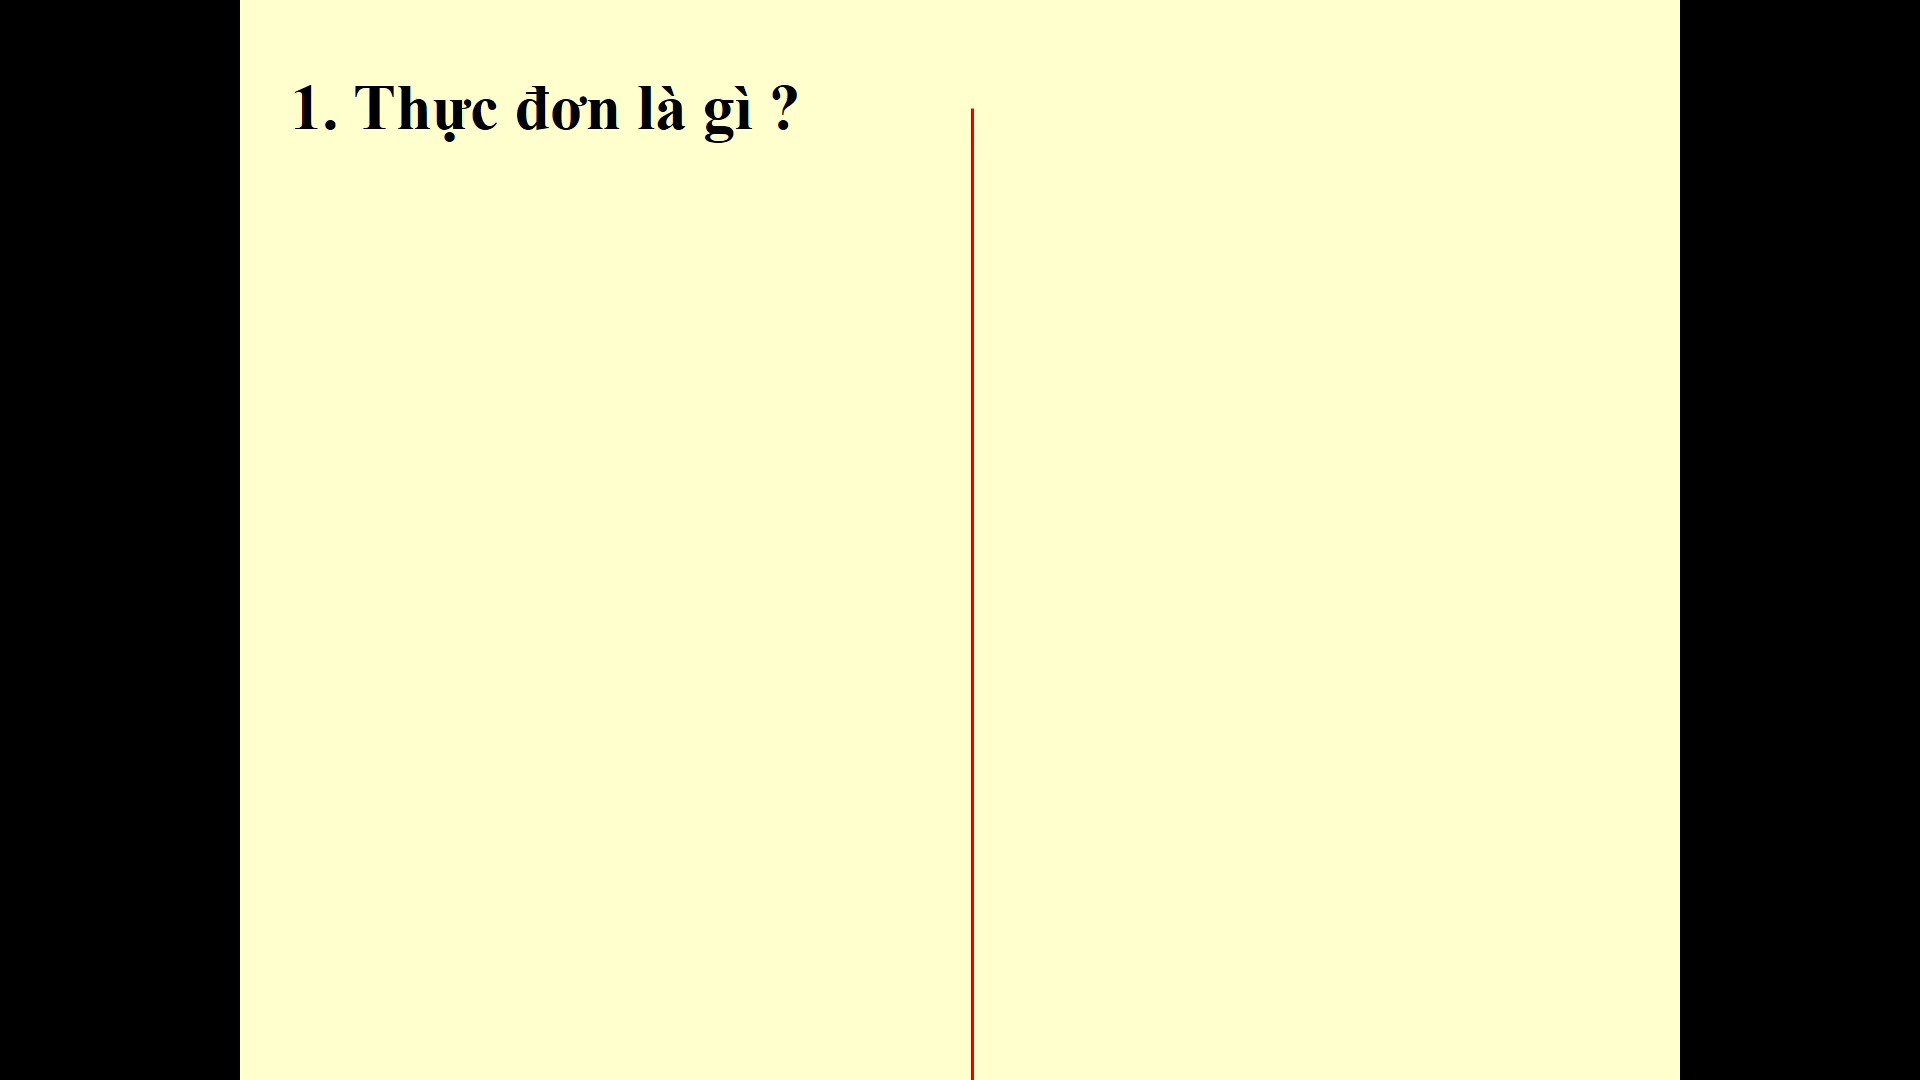 1. Thực đơn là gì ?